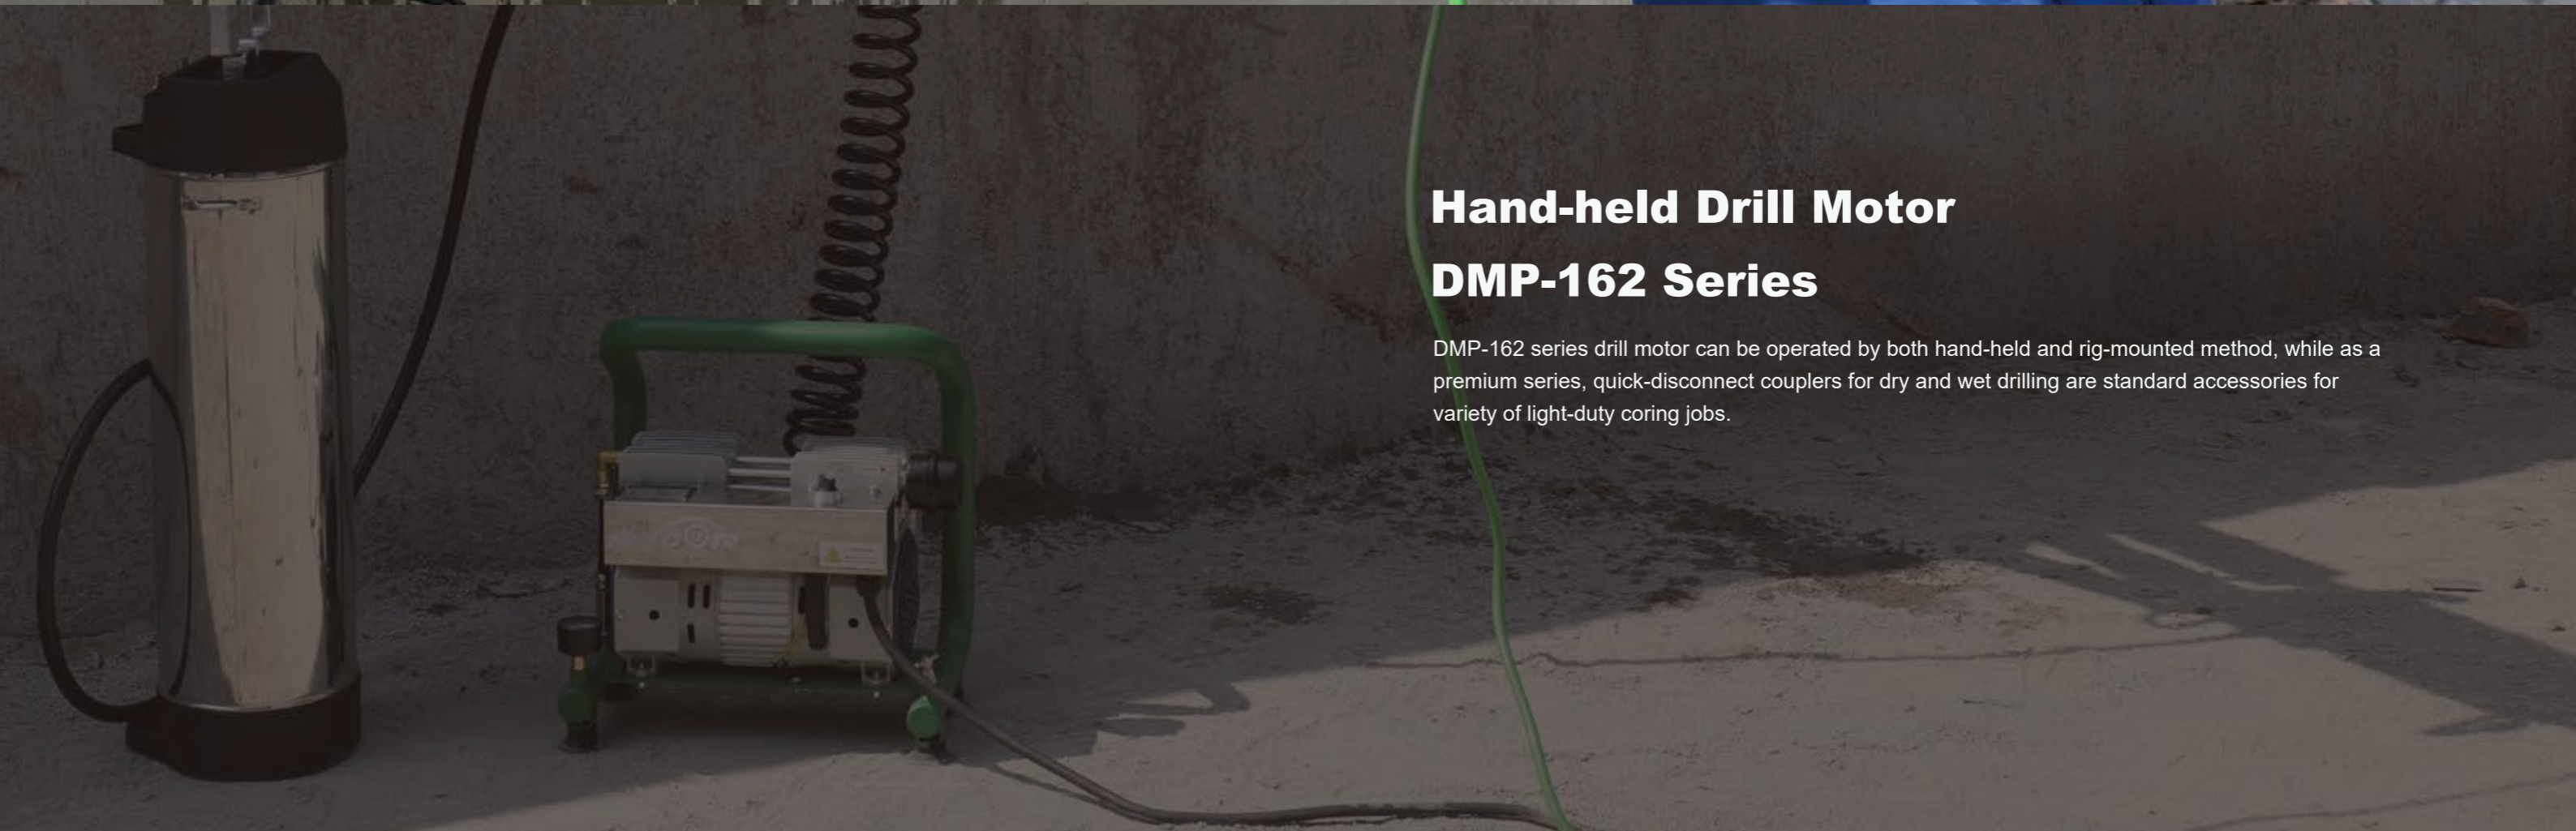 Hand-held Drill Motor
DMP-162 Series
DMP-162 series drill motor can be operated by both hand-held and rig-mounted method, while as a
premium series, quick-disconnect couplers for dry and wet drilling are standard accessories for
variety of light-duty coring jobs.